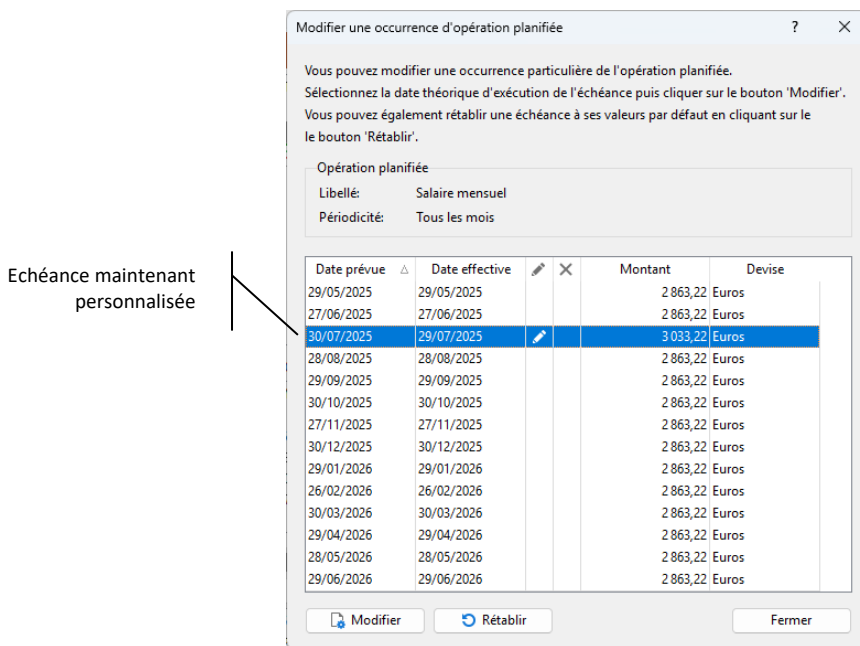 Modifier une occurrence d'opération planifiée ? X
Vous pouvez modifier une occurrence particulière de l'opération planifiée.
Sélectionnez la date théorique d'exécution de l'échéance puis cliquer sur le bouton 'Modifier'.
Vous pouvez également rétablir une échéance à ses valeurs par défaut en cliquant sur le
le bouton 'Rétablir'.
Opération planifiée
Libellé: Salaire mensuel
Périodicité: Tous les mois
Echéance maintenant
personnalisée
Date prévue Date effective Montant Devise
29/05/2025 29/05/2025 2 863,22 Euros
27/06/2025 27/06/2025 2 863,22 Euros
30/07/2025 29/07/2025 3 033,22 Euros
28/08/2025 28/08/2025 2 863,22 Euros
29/09/2025 29/09/2025 2 863,22 Euros
30/10/2025 30/10/2025 2 863,22 Euros
27/11/2025 27/11/2025 2 863,22 Euros
30/12/2025 30/12/2025 2 863,22 Euros
29/01/2026 29/01/2026 2 863,22 Euros
26/02/2026 26/02/2026 2 863,22 Euros
30/03/2026 30/03/2026 2 863,22 Euros
29/04/2026 29/04/2026 2 863,22 Euros
28/05/2026 28/05/2026 2 863,22 Euros
29/06/2026 29/06/2026 2 863,22 Euros
Modifier Rétablir Fermer